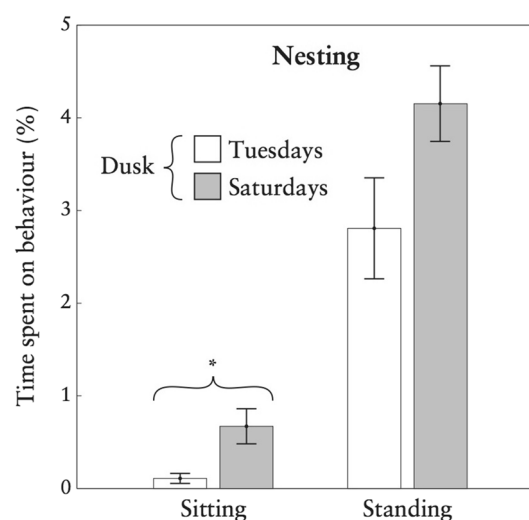 Nesting
Time spent on behaviour (%)
5
4
3
2
1
0
Dusk
Tuesdays
Saturdays
*
Sitting
Standing